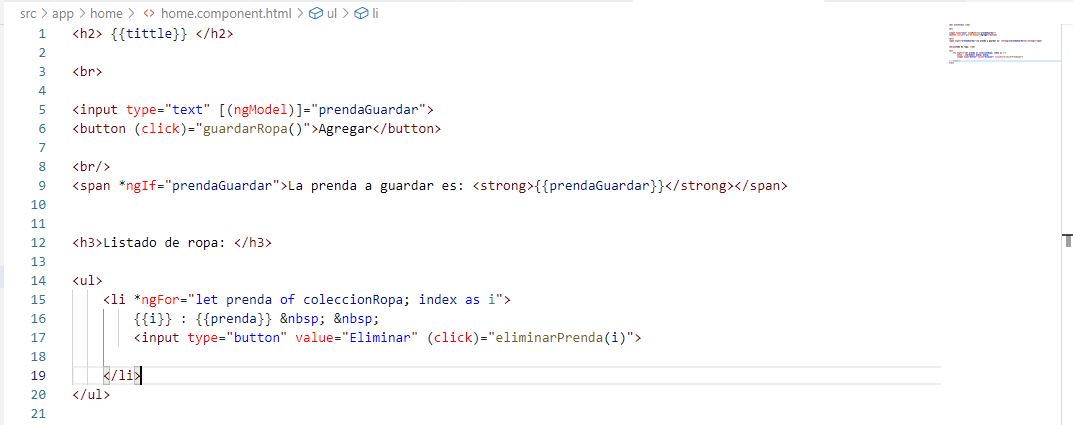 src > app > home > <> home.component.html > ul > li
1 <h2> {{tittle}} </h2>
2
3 <br>
4
5 <input type="text" [(ngModel)]="prendaGuardar">
6 <button (click)="guardarRopa()">Agregar</button>
7
8 <br/>
9 <span *ngIf="prendaGuardar">La prenda a guardar es: <strong>{{prendaGuardar}}</strong></span>
10
11
12 <h3>Listado de ropa: </h3>
13
14 <ul>
15 <li *ngFor="let prenda of coleccionRopa; index as i">
16 {{i}} : {{prenda}} &nbsp; &nbsp;
17 <input type="button" value="Eliminar" (click)="eliminarPrenda(i)">
18
19 </li>
20 </ul>
21